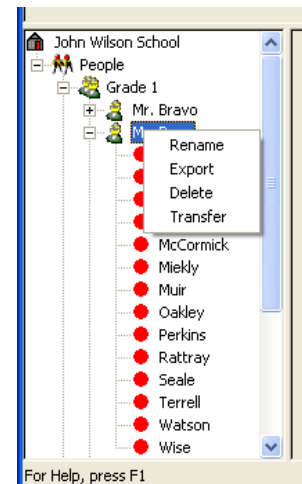 John Wilson School
People
Grade 1
Mr. Bravo
Rename
Export
Delete
Transfer
McCormick
Miekly
Muir
Oakley
Perkins
Rattray
Seale
Terrell
Watson
Wise
For Help, press F1